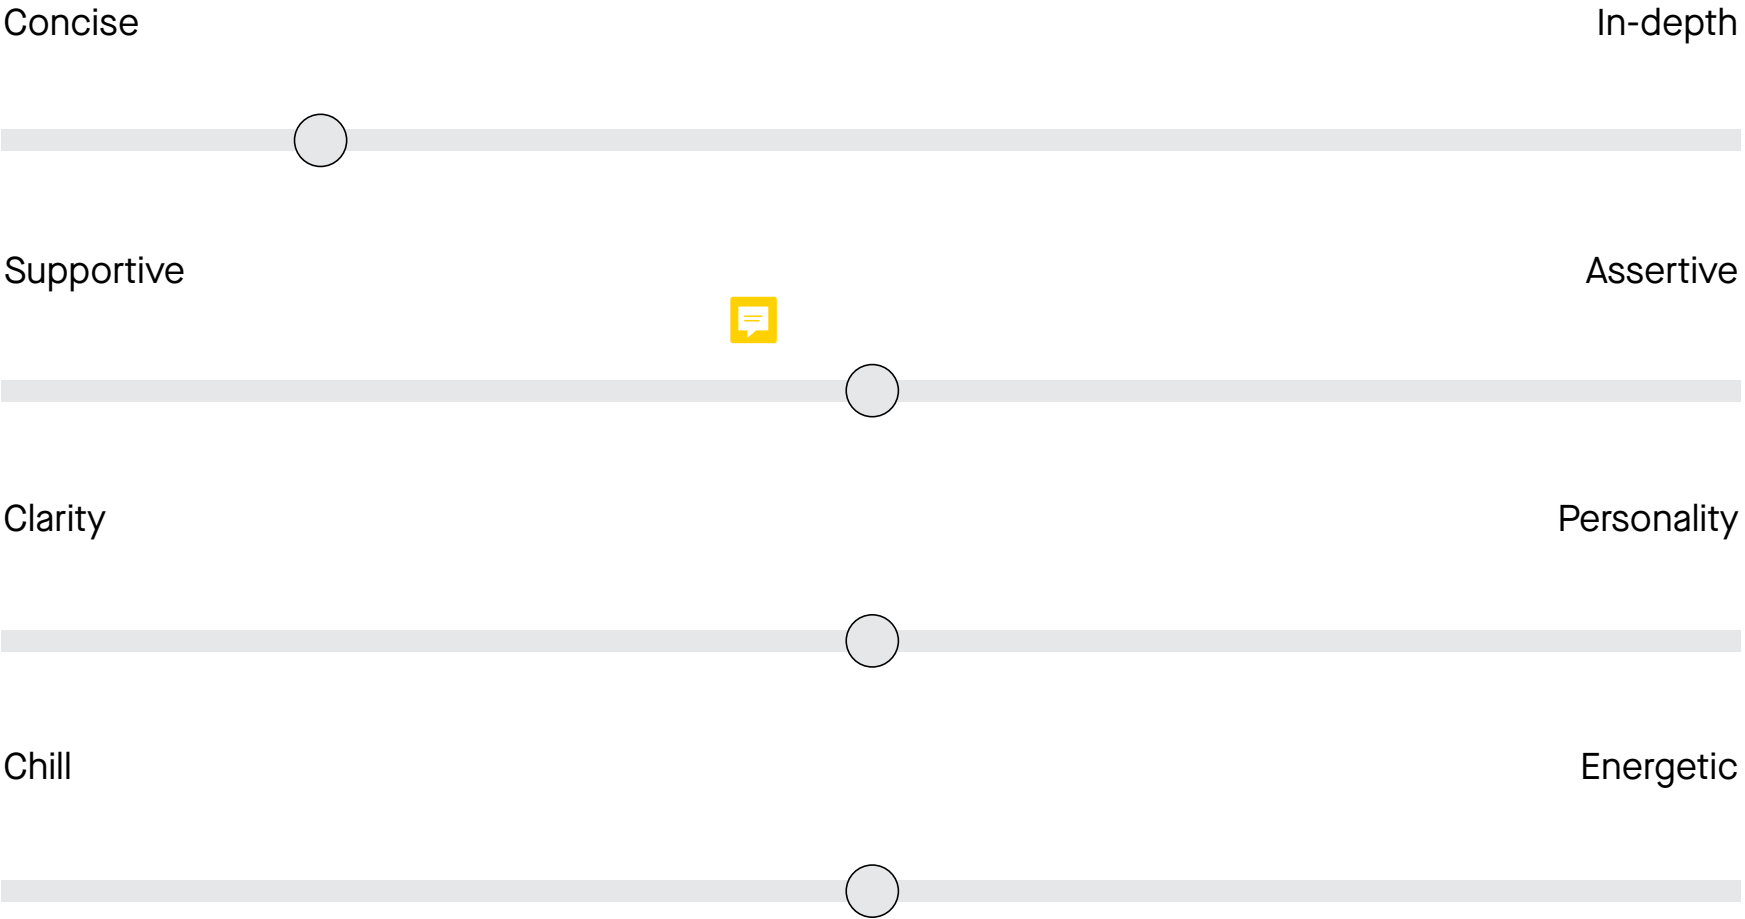 Concise In-depth
Supportive Assertive
Clarity Personality
Chill Energetic